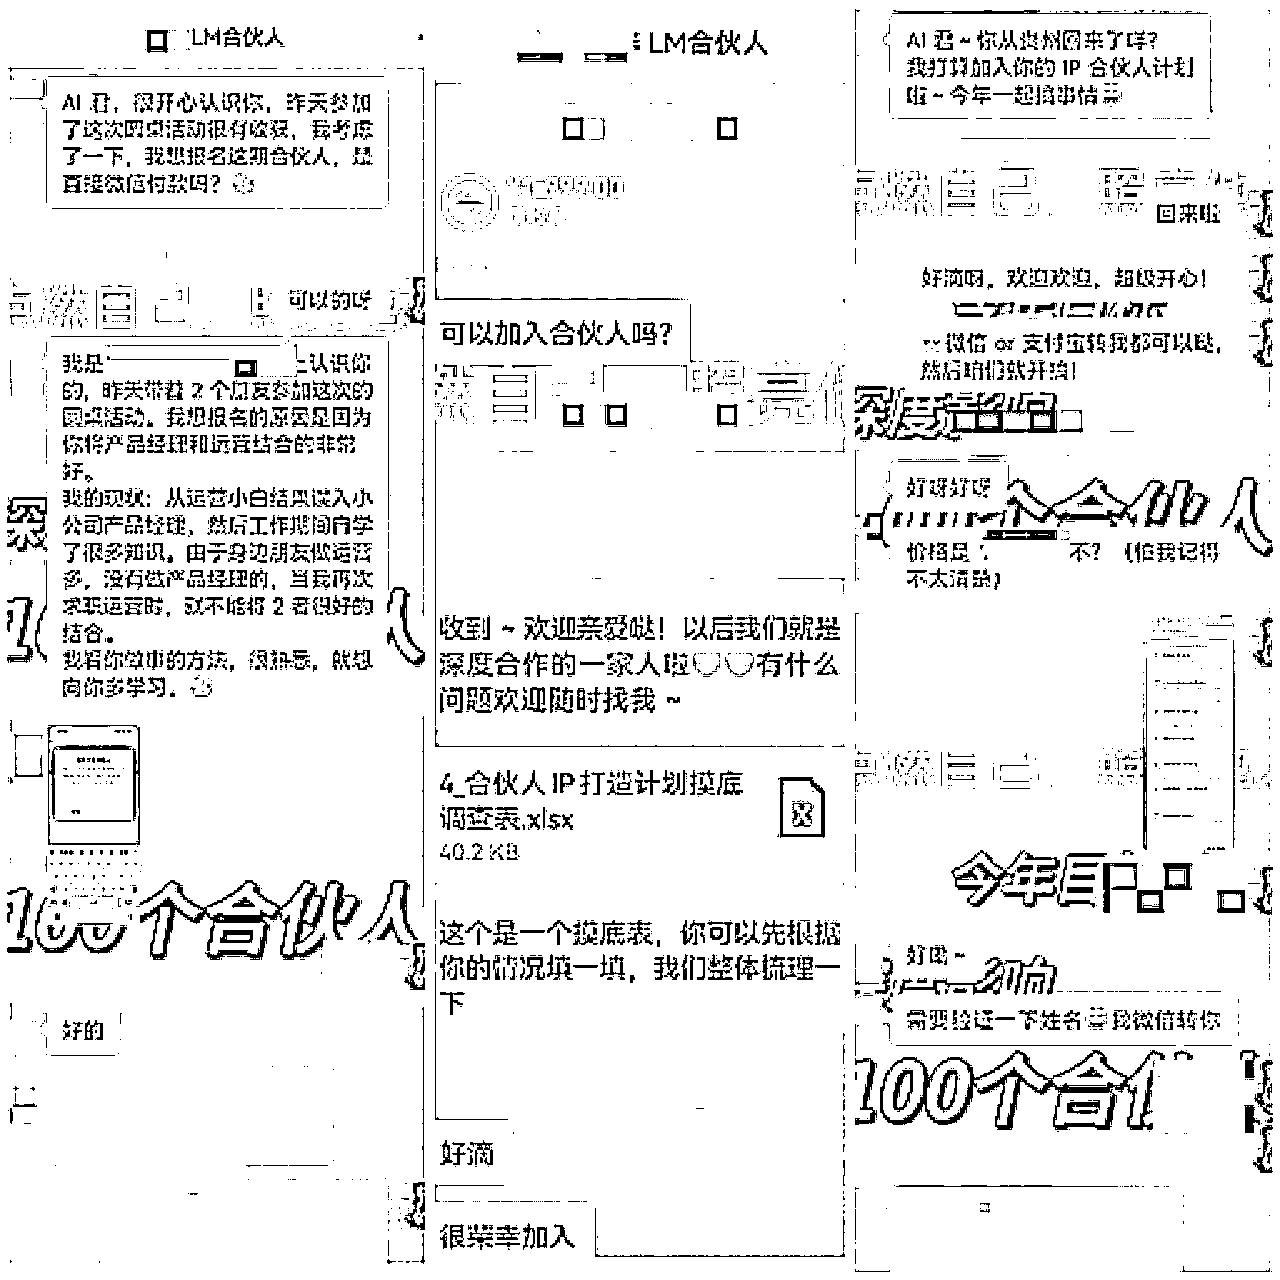 LM合伙人
AI 君，很开心认识你，昨天参加
了这次圆桌活动很有收获，我考虑
了一下，我想报名这期合伙人，是
直接微信付款吗？
可以的呀
我是
认识你
的，昨天带着 2 个朋友参加这次的
圆桌活动。我想报名的原因是因为
你将产品经理和运营结合的非常
好。
我的现状：从运营小白结果误入小
公司产品经理，然后工作期间自学
了很多知识。由于身边朋友做运营
多，没有做产品经理的，当我再次
求职运营时，就不能将 2 者很好的
结合。
我看你做事的方法，很热忱，就想
向你多学习。
100个合伙人
好的
LM合伙人
可以加入合伙人吗？
收到 ~ 欢迎亲爱哒！以后我们就是
深度合作的一家人啦♡♡有什么
问题欢迎随时找我 ~
4_合伙人 IP 打造计划摸底
调查表.xlsx
40.2 KB
这个是一个摸底表，你可以先根据
你的情况填一填，我们整体梳理一
下
好滴
很荣幸加入
AI 君 ~ 你从贵州回来了咩？
我打算加入你的 IP 合伙人计划
啦 ~ 今年一起搞事情
回来啦
好滴呀，欢迎欢迎，超级开心！
微信 or 支付宝转我都可以哒，
然后咱们就开搞！
深度
好呀好呀
个合伙人
价格是
不？（怕我记得
不太清楚）
今年目
好嘞 ~
影响
需要验证一下姓名 我微信转你
100个合